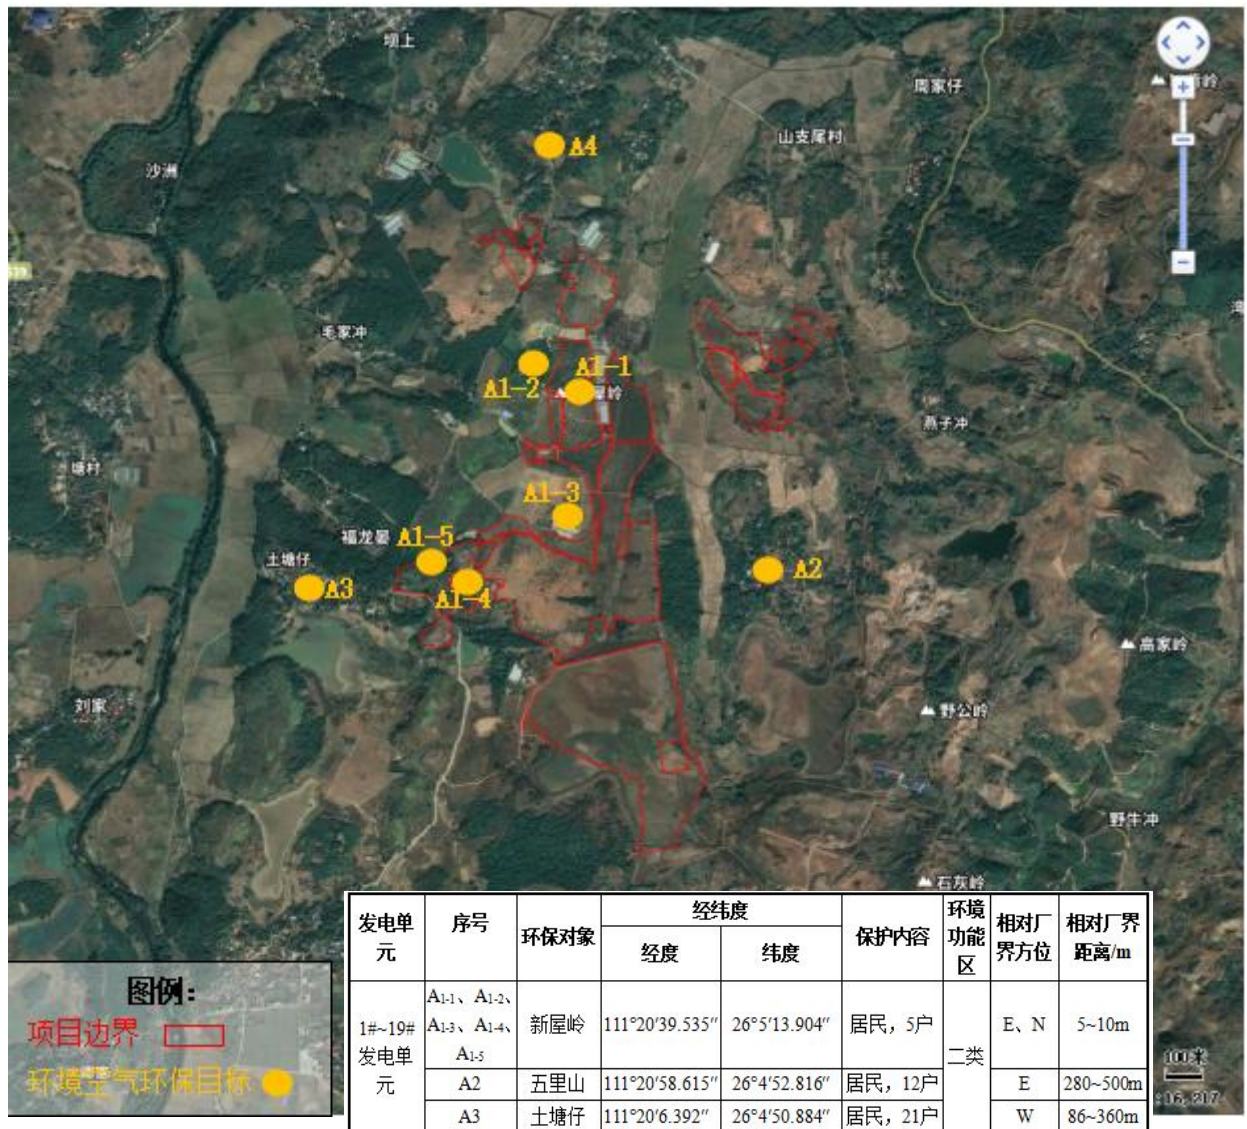 坝上
周家仔
岭
山支尾村
A4
沙洲
毛家冲
A1-1
A1-2
岭
燕子冲
塘村
A1-3
福龙晏
A1-5
土塘仔
A3
A1-4
A2
高家岭
刘家
野公岭
野牛冲
石灰岭
图例：
项目边界
环境空气环保目标
100米
:16,217
发电单元 序号 环保对象 经纬度 保护内容 环境功能区 相对厂界方位 相对厂界距离/m
经度 纬度
1#~19#发电单元 A1-1、A1-2、A1-3、A1-4、A1-5 新屋岭 111°20′39.535″ 26°5′13.904″ 居民，5户 二类 E、N 5~10m
A2 五里山 111°20′58.615″ 26°4′52.816″ 居民，12户 E 280~500m
A3 土塘仔 111°20′6.392″ 26°4′50.884″ 居民，21户 W 86~360m